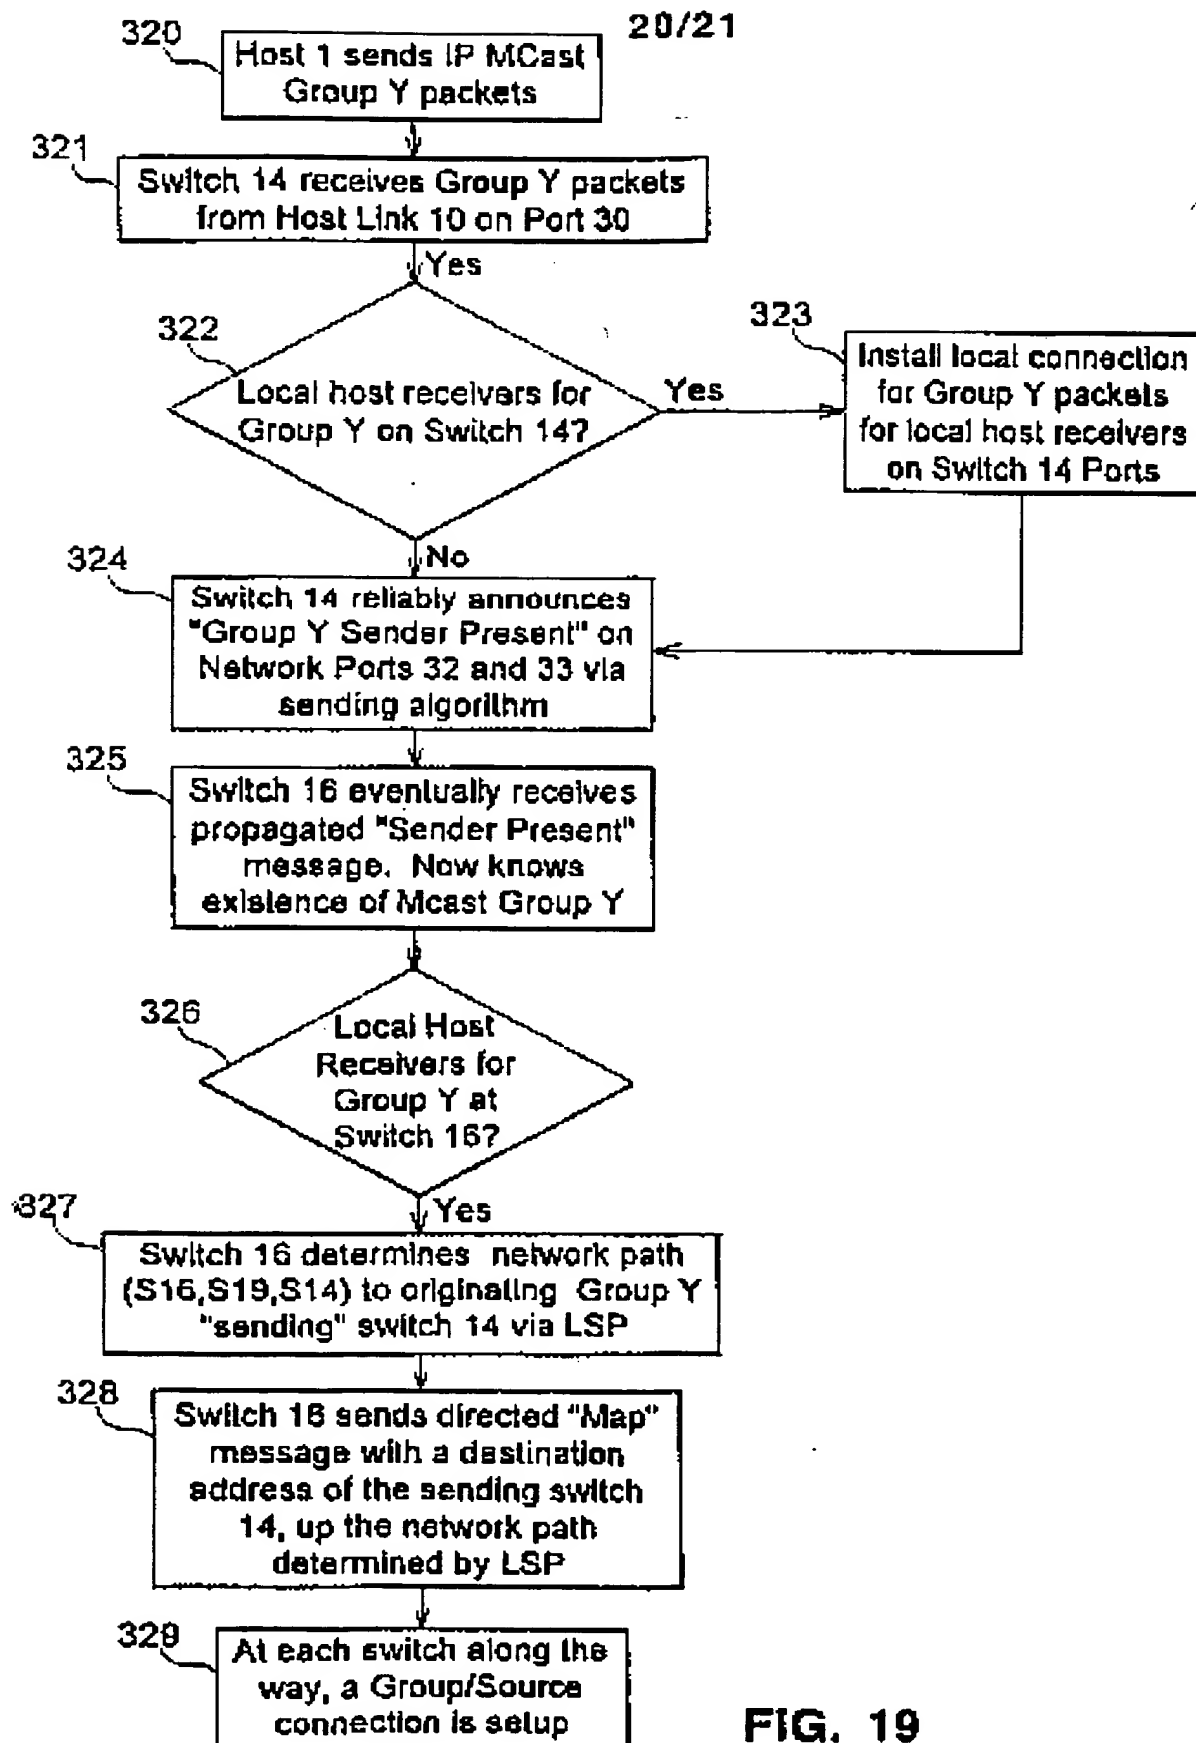 20/21
320
Host 1 sends IP MCast
Group Y packets
321
Switch 14 receives Group Y packets
from Host Link 10 on Port 30
Yes
322
Local host receivers for
Group Y on Switch 14?
Yes
323
Install local connection
for Group Y packets
for local host receivers
on Switch 14 Ports
No
324
Switch 14 reliably announces
"Group Y Sender Present" on
Network Ports 32 and 33 via
sending algorithm
325
Switch 16 eventually receives
propagated "Sender Present"
message. Now knows
existence of Mcast Group Y
326
Local Host
Receivers for
Group Y at
Switch 16?
Yes
327
Switch 16 determines network path
(S16,S19,S14) to originating Group Y
"sending" switch 14 via LSP
328
Switch 16 sends directed "Map"
message with a destination
address of the sending switch
14, up the network path
determined by LSP
329
At each switch along the
way, a Group/Source
connection is setup
FIG. 19